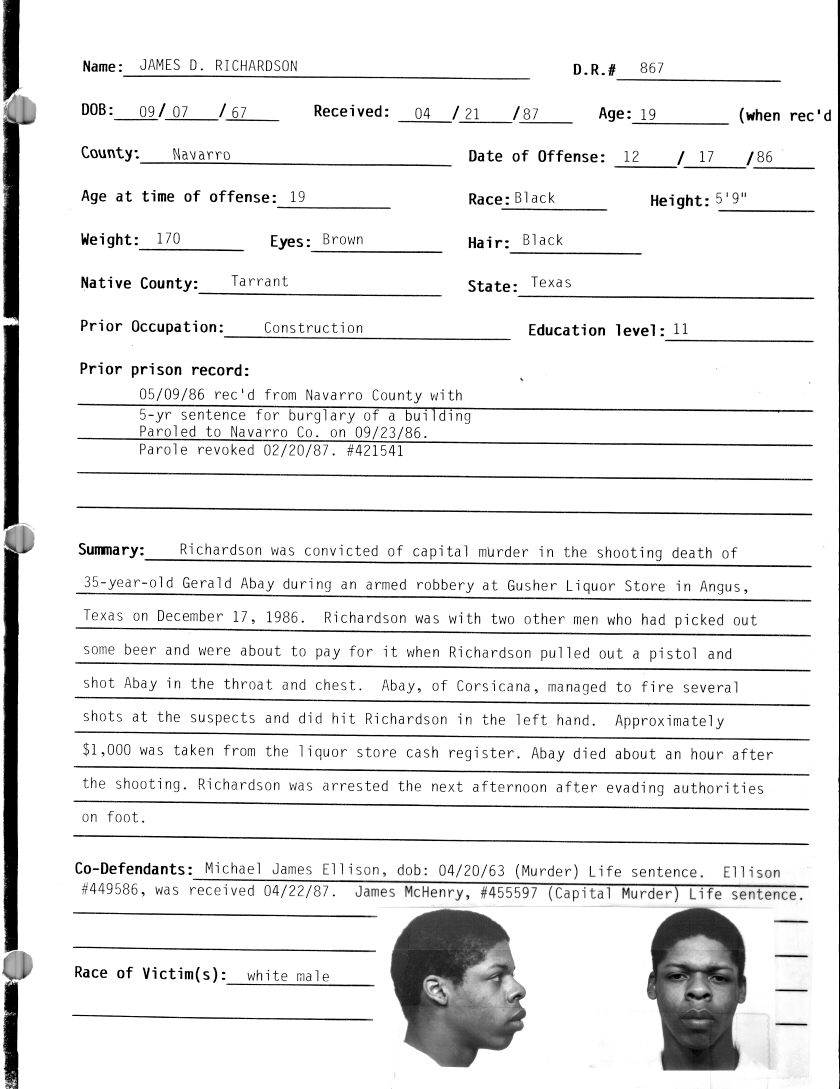 Name: JAMES D. RICHARDSON D.R.# 867
DOB: 09/ 07 / 67 Received: 04 / 21 / 87 Age: 19 (when rec'd
County: Navarro Date of Offense: 12 / 17 / 86
Age at time of offense: 19 Race: Black Height: 5'9"
Weight: 170 Eyes: Brown Hair: Black
Native County: Tarrant State: Texas
Prior Occupation: Construction Education level: 11
Prior prison record:
05/09/86 rec'd from Navarro County with
5-yr sentence for burglary of a building
Paroled to Navarro Co. on 09/23/86.
Parole revoked 02/20/87. #421541
Summary: Richardson was convicted of capital murder in the shooting death of
35-year-old Gerald Abay during an armed robbery at Gusher Liquor Store in Angus,
Texas on December 17, 1986. Richardson was with two other men who had picked out
some beer and were about to pay for it when Richardson pulled out a pistol and
shot Abay in the throat and chest. Abay, of Corsicana, managed to fire several
shots at the suspects and did hit Richardson in the left hand. Approximately
$1,000 was taken from the liquor store cash register. Abay died about an hour after
the shooting. Richardson was arrested the next afternoon after evading authorities
on foot.
Co-Defendants: Michael James Ellison, dob: 04/20/63 (Murder) Life sentence. Ellison
#449586, was received 04/22/87. James McHenry, #455597 (Capital Murder) Life sentence.
Race of Victim(s): white male